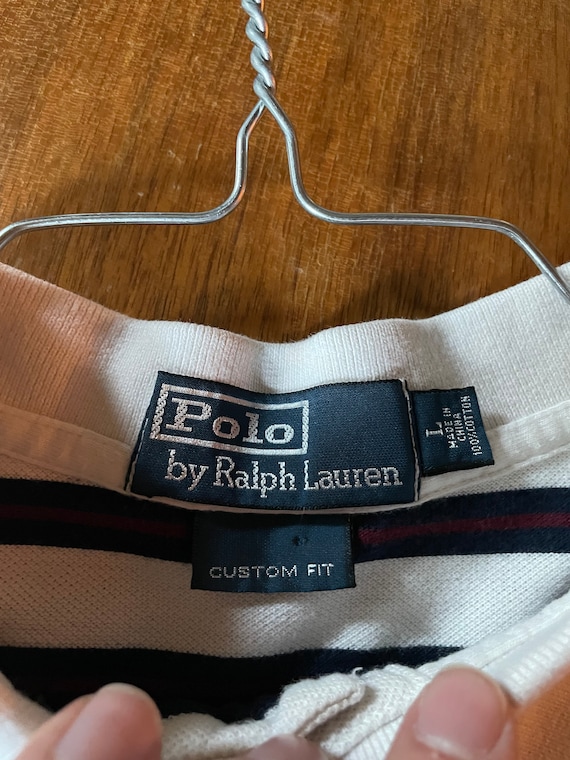 Polo
by Ralph Lauren
L
MADE IN
CHINA
100% COTTON
CUSTOM FIT